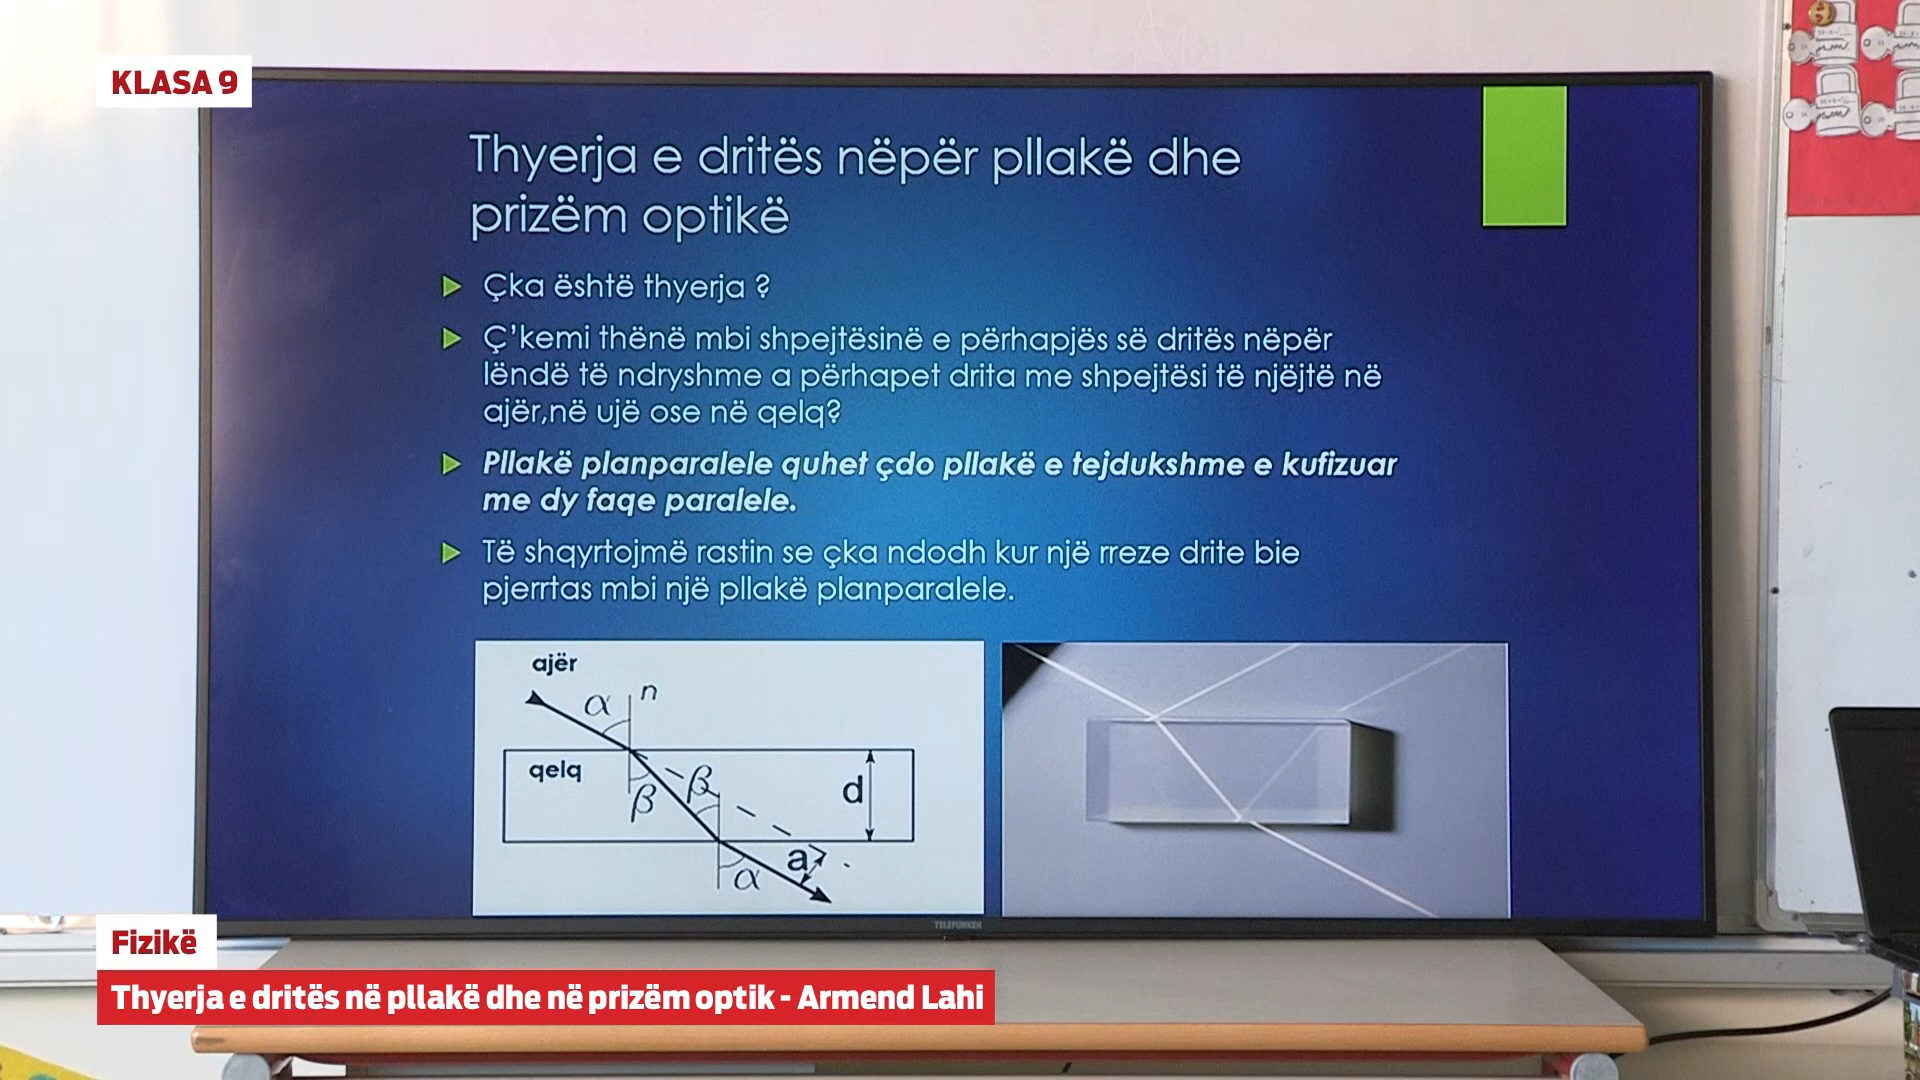 KLASA 9
Thyerja e dritës nëpër pllakë dhe
prizëm optikë
Çka është thyerja ?
Ç'kemi thënë mbi shpejtësinë e përhapjës së dritës nëpër
lëndë të ndryshme a përhapet drita me shpejtësi të njëjtë në
ajër,në ujë ose në qelq?
Pllakë planparalele quhet çdo pllakë e tejdukshme e kufizuar
me dy faqe paralele.
Të shqyrtojmë rastin se çka ndodh kur një rreze drite bie
pjerrtas mbi një pllakë planparalele.
ajër
α
n
qelq
β
β
d
a
α
TELEFUNKEN
Fizikë
Thyerja e dritës në pllakë dhe në prizëm optik - Armend Lahi